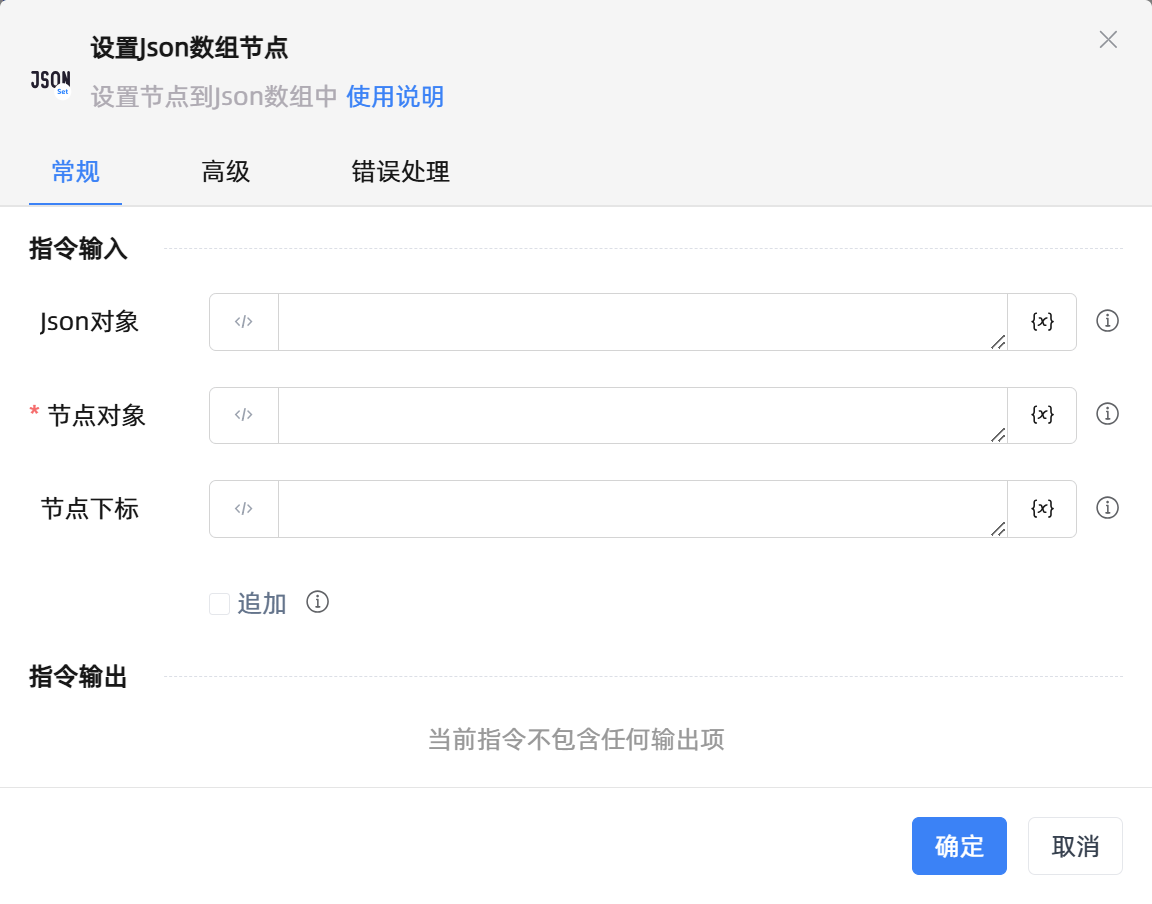 设置Json数组节点
JSON
Set
设置节点到Json数组中 使用说明
常规 高级 错误处理
指令输入
Json对象 </> {x}
* 节点对象 </> {x}
节点下标 </> {x}
追加
指令输出
当前指令不包含任何输出项
确定 取消